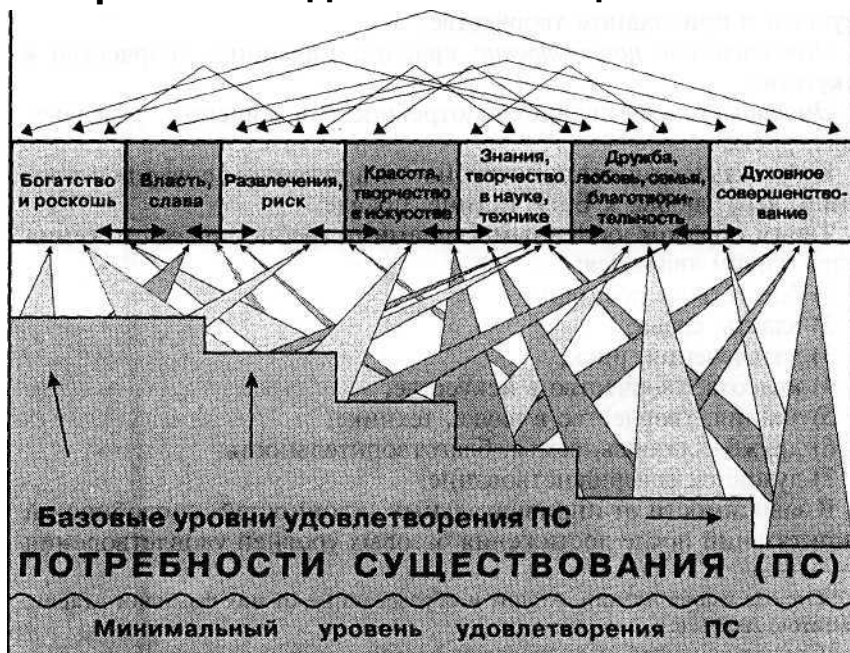 Богатство
и роскошь
Власть,
слава
Развлечения,
риск
Красота,
творчество
в искусстве
Знания,
творчество
в науке,
технике
Дружба,
любовь, семья,
благотвори-
тельность
Духовное
совершенство-
вание
Базовые уровни удовлетворения ПС
ПОТРЕБНОСТИ СУЩЕСТВОВАНИЯ (ПС)
Минимальный уровень удовлетворения ПС